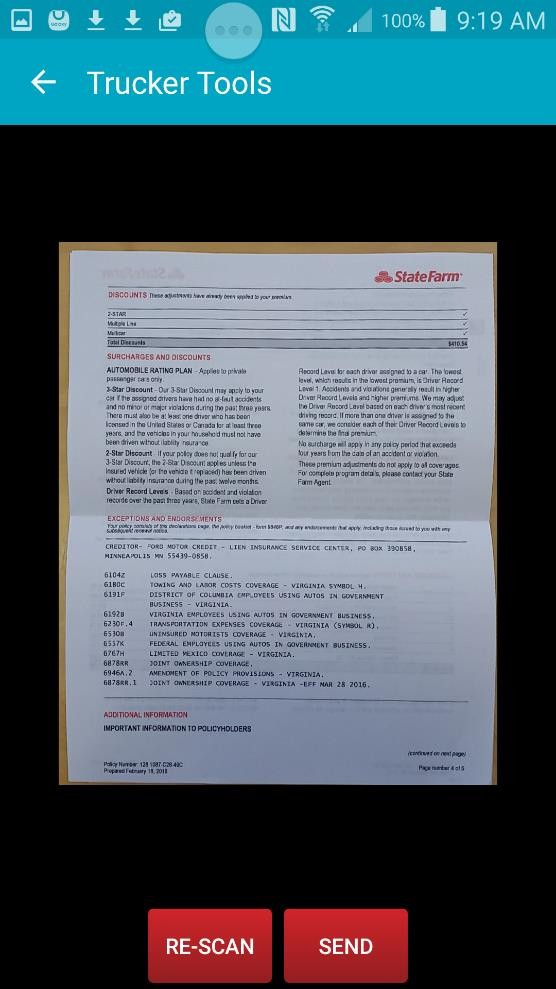 100% 9:19 AM
Trucker Tools
StateFarm
DISCOUNTS These adjustments have already been applied to your premium.
2-STAR ✓
Multiple Line ✓
Multicar ✓
Total Discounts $410.54
SURCHARGES AND DISCOUNTS
AUTOMOBILE RATING PLAN - Applies to private
passenger cars only.
3-Star Discount - Our 3-Star Discount may apply to your
car if the assigned drivers have had no at-fault accidents
and no minor or major violations during the past three years.
There must also be at least one driver who has been
licensed in the United States or Canada for at least three
years, and the vehicles in your household must not have
been driven without liability insurance.
2-Star Discount - If your policy does not qualify for our
3-Star Discount, the 2-Star Discount applies unless the
insured vehicle (or the vehicle it replaced) has been driven
without liability insurance during the past twelve months.
Driver Record Levels - Based on accident and violation
records over the past three years, State Farm sets a Driver
Record Level for each driver assigned to a car. The lowest
level, which results in the lowest premium, is Driver Record
Level 1. Accidents and violations generally result in higher
Driver Record Levels and higher premiums. We may adjust
the Driver Record Level based on each driver's most recent
driving record. If more than one driver is assigned to the
same car, we consider each of their Driver Record Levels to
determine the final premium.
No surcharge will apply in any policy period that exceeds
four years from the date of an accident or violation.
These premium adjustments do not apply to all coverages.
For complete program details, please contact your State
Farm Agent.
EXCEPTIONS AND ENDORSEMENTS
Your policy consists of this declarations page, the policy booklet - form 9846P, and any endorsements that apply, including those issued to you with any
subsequent renewal notice.
CREDITOR- FORD MOTOR CREDIT - LIEN INSURANCE SERVICE CENTER, PO BOX 390858,
MINNEAPOLIS MN 55439-0858.
6104Z LOSS PAYABLE CLAUSE.
6180C TOWING AND LABOR COSTS COVERAGE - VIRGINIA SYMBOL H.
6191F DISTRICT OF COLUMBIA EMPLOYEES USING AUTOS IN GOVERNMENT
BUSINESS - VIRGINIA.
6192B VIRGINIA EMPLOYEES USING AUTOS IN GOVERNMENT BUSINESS.
6230F.4 TRANSPORTATION EXPENSES COVERAGE - VIRGINIA (SYMBOL R).
6530B UNINSURED MOTORISTS COVERAGE - VIRGINIA.
6557K FEDERAL EMPLOYEES USING AUTOS IN GOVERNMENT BUSINESS.
6767H LIMITED MEXICO COVERAGE - VIRGINIA.
6878RR JOINT OWNERSHIP COVERAGE.
6946A.2 AMENDMENT OF POLICY PROVISIONS - VIRGINIA.
6878RR.1 JOINT OWNERSHIP COVERAGE - VIRGINIA -EFF MAR 28 2016.
ADDITIONAL INFORMATION
IMPORTANT INFORMATION TO POLICYHOLDERS
(continued on next page)
Policy Number: 128 1087-C28-46C
Prepared February 18, 2016
Page number 4 of 5
RE-SCAN SEND